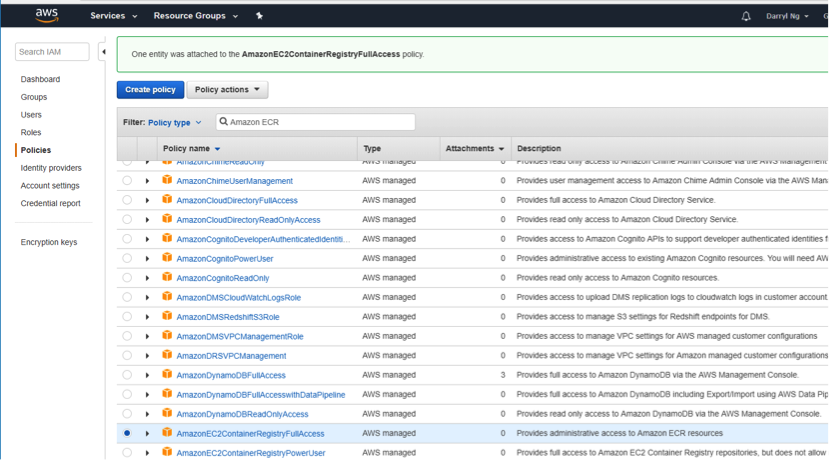 aws Services Resource Groups Darryl Ng
Search IAM
Dashboard
Groups
Users
Roles
Policies
Identity providers
Account settings
Credential report
Encryption keys
One entity was attached to the AmazonEC2ContainerRegistryFullAccess policy.
Create policy Policy actions
Filter: Policy type Amazon ECR
Policy name Type Attachments Description
AmazonChimeReadOnly AWS managed 0 Provides read only access to Amazon Chime Admin Console via the AWS Management
AmazonChimeUserManagement AWS managed 0 Provides user management access to Amazon Chime Admin Console via the AWS Man
AmazonCloudDirectoryFullAccess AWS managed 0 Provides full access to Amazon Cloud Directory Service.
AmazonCloudDirectoryReadOnlyAccess AWS managed 0 Provides read only access to Amazon Cloud Directory Service.
AmazonCognitoDeveloperAuthenticatedIdentiti... AWS managed 0 Provides access to Amazon Cognito APIs to support developer authenticated identities f
AmazonCognitoPowerUser AWS managed 0 Provides administrative access to existing Amazon Cognito resources. You will need AW
AmazonCognitoReadOnly AWS managed 0 Provides read only access to Amazon Cognito resources.
AmazonDMSCloudWatchLogsRole AWS managed 0 Provides access to upload DMS replication logs to cloudwatch logs in customer account.
AmazonDMSRedshiftS3Role AWS managed 0 Provides access to manage S3 settings for Redshift endpoints for DMS.
AmazonDMSVPCManagementRole AWS managed 0 Provides access to manage VPC settings for AWS managed customer configurations
AmazonDRSVPCManagement AWS managed 0 Provides access to manage VPC settings for Amazon managed customer configurations
AmazonDynamoDBFullAccess AWS managed 3 Provides full access to Amazon DynamoDB via the AWS Management Console.
AmazonDynamoDBFullAccesswithDataPipeline AWS managed 0 Provides full access to Amazon DynamoDB including Export/Import using AWS Data Pip
AmazonDynamoDBReadOnlyAccess AWS managed 0 Provides read only access to Amazon DynamoDB via the AWS Management Console.
AmazonEC2ContainerRegistryFullAccess AWS managed 0 Provides administrative access to Amazon ECR resources
AmazonEC2ContainerRegistryPowerUser AWS managed 0 Provides full access to Amazon EC2 Container Registry repositories, but does not allow